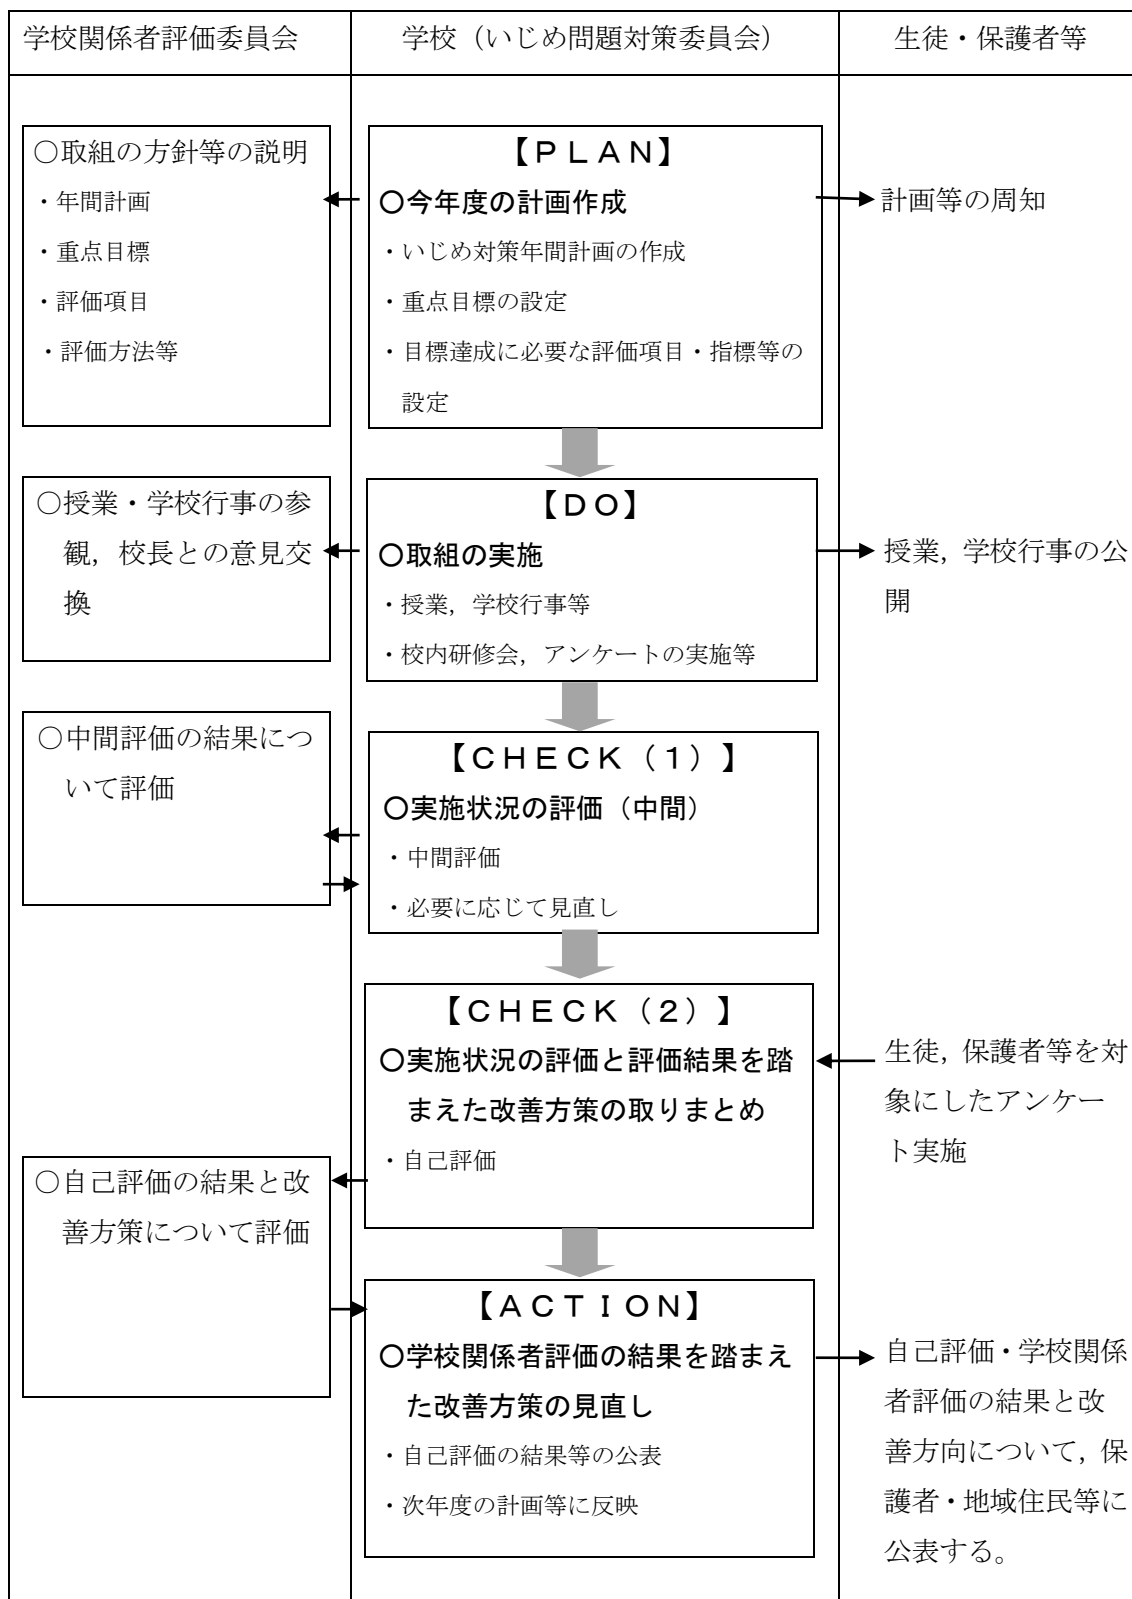 学校関係者評価委員会
学校（いじめ問題対策委員会）
生徒・保護者等
○取組の方針等の説明
・年間計画
・重点目標
・評価項目
・評価方法等
【ＰＬＡＮ】
○今年度の計画作成
・いじめ対策年間計画の作成
・重点目標の設定
・目標達成に必要な評価項目・指標等の
設定
計画等の周知
○授業・学校行事の参
観，校長との意見交
換
【ＤＯ】
○取組の実施
・授業，学校行事等
・校内研修会，アンケートの実施等
授業，学校行事の公
開
○中間評価の結果につ
いて評価
【ＣＨＥＣＫ（１）】
○実施状況の評価（中間）
・中間評価
・必要に応じて見直し
【ＣＨＥＣＫ（２）】
○実施状況の評価と評価結果を踏
まえた改善方策の取りまとめ
・自己評価
生徒，保護者等を対
象にしたアンケー
ト実施
○自己評価の結果と改
善方策について評価
【ＡＣＴＩＯＮ】
○学校関係者評価の結果を踏まえ
た改善方策の見直し
・自己評価の結果等の公表
・次年度の計画等に反映
自己評価・学校関係
者評価の結果と改
善方向について，保
護者・地域住民等に
公表する。